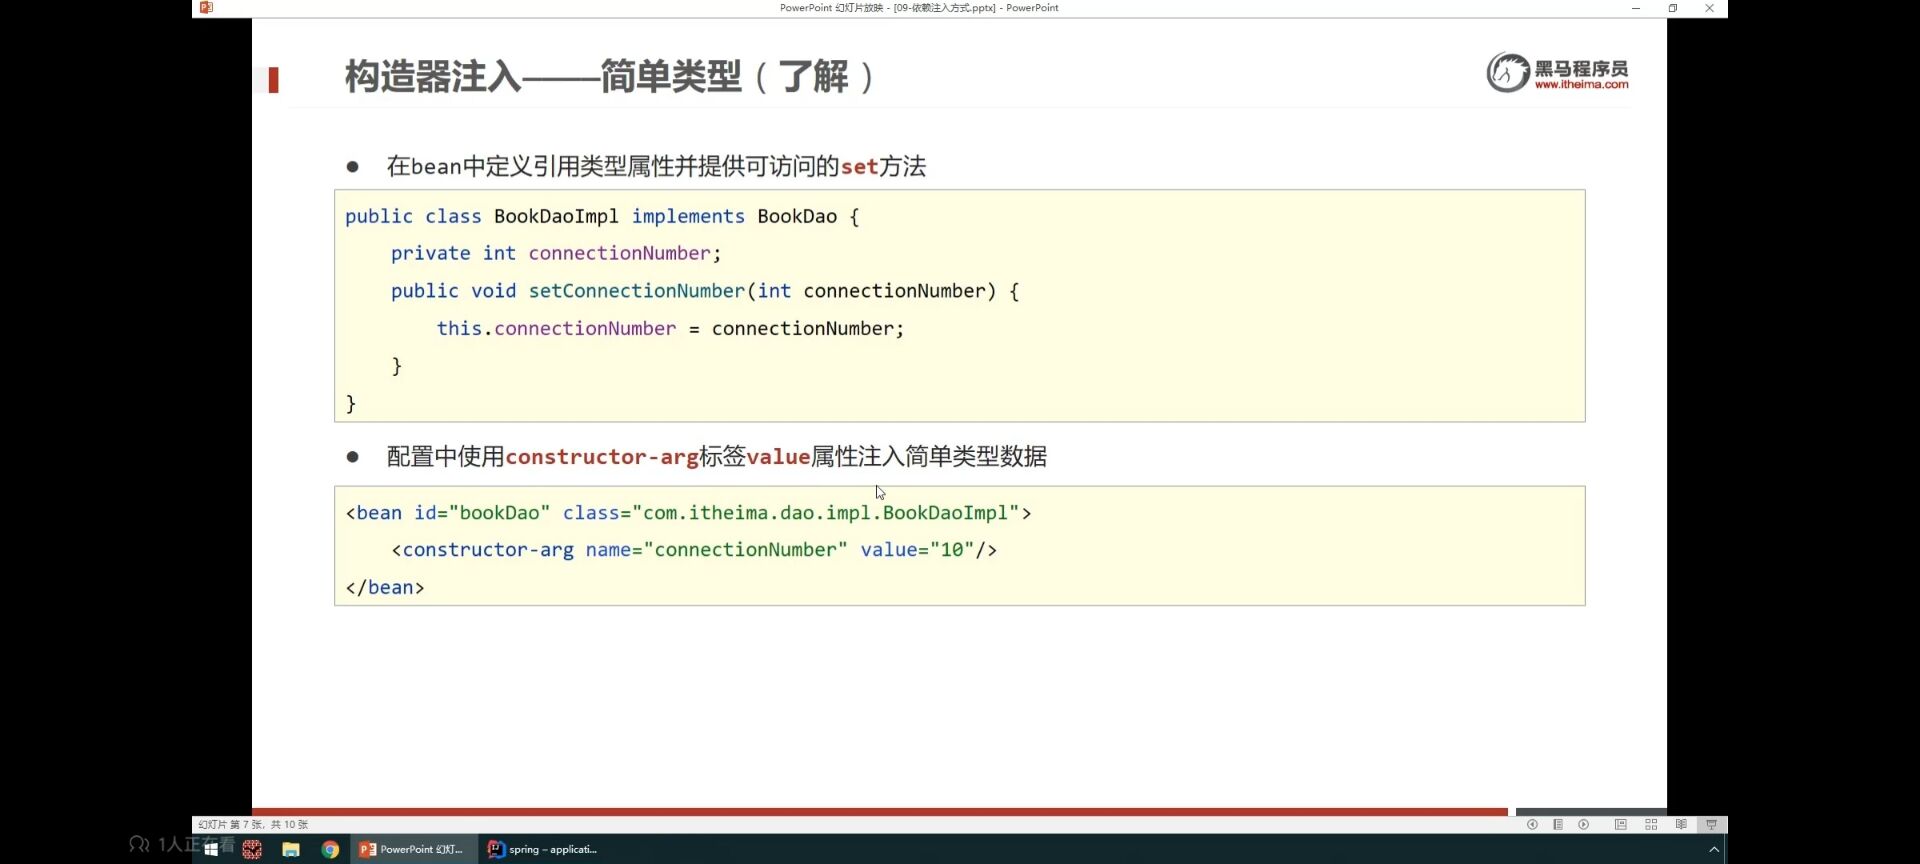 PowerPoint 幻灯片放映 - [09-依赖注入方式.pptx] - PowerPoint
构造器注入——简单类型（了解）
黑马程序员
www.itheima.com
● 在bean中定义引用类型属性并提供可访问的set方法
public class BookDaoImpl implements BookDao {
    private int connectionNumber;
    public void setConnectionNumber(int connectionNumber) {
        this.connectionNumber = connectionNumber;
    }
}
● 配置中使用constructor-arg标签value属性注入简单类型数据
<bean id="bookDao" class="com.itheima.dao.impl.BookDaoImpl">
    <constructor-arg name="connectionNumber" value="10"/>
</bean>
幻灯片 第 7 张，共 10 张
1人正在看
PowerPoint 幻灯...
spring – applicati...